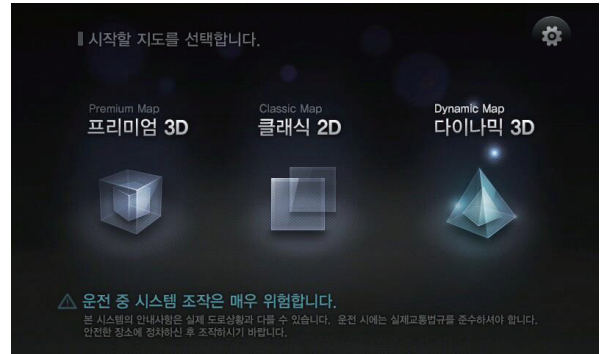 시작할 지도를 선택합니다.
Premium Map
프리미엄 3D
Classic Map
클래식 2D
Dynamic Map
다이나믹 3D
운전 중 시스템 조작은 매우 위험합니다.
본 시스템의 안내사항은 실제 도로상황과 다를 수 있습니다. 운전 시에는 실제교통법규를 준수하셔야 합니다.
안전한 장소에 정차하신 후 조작하시기 바랍니다.